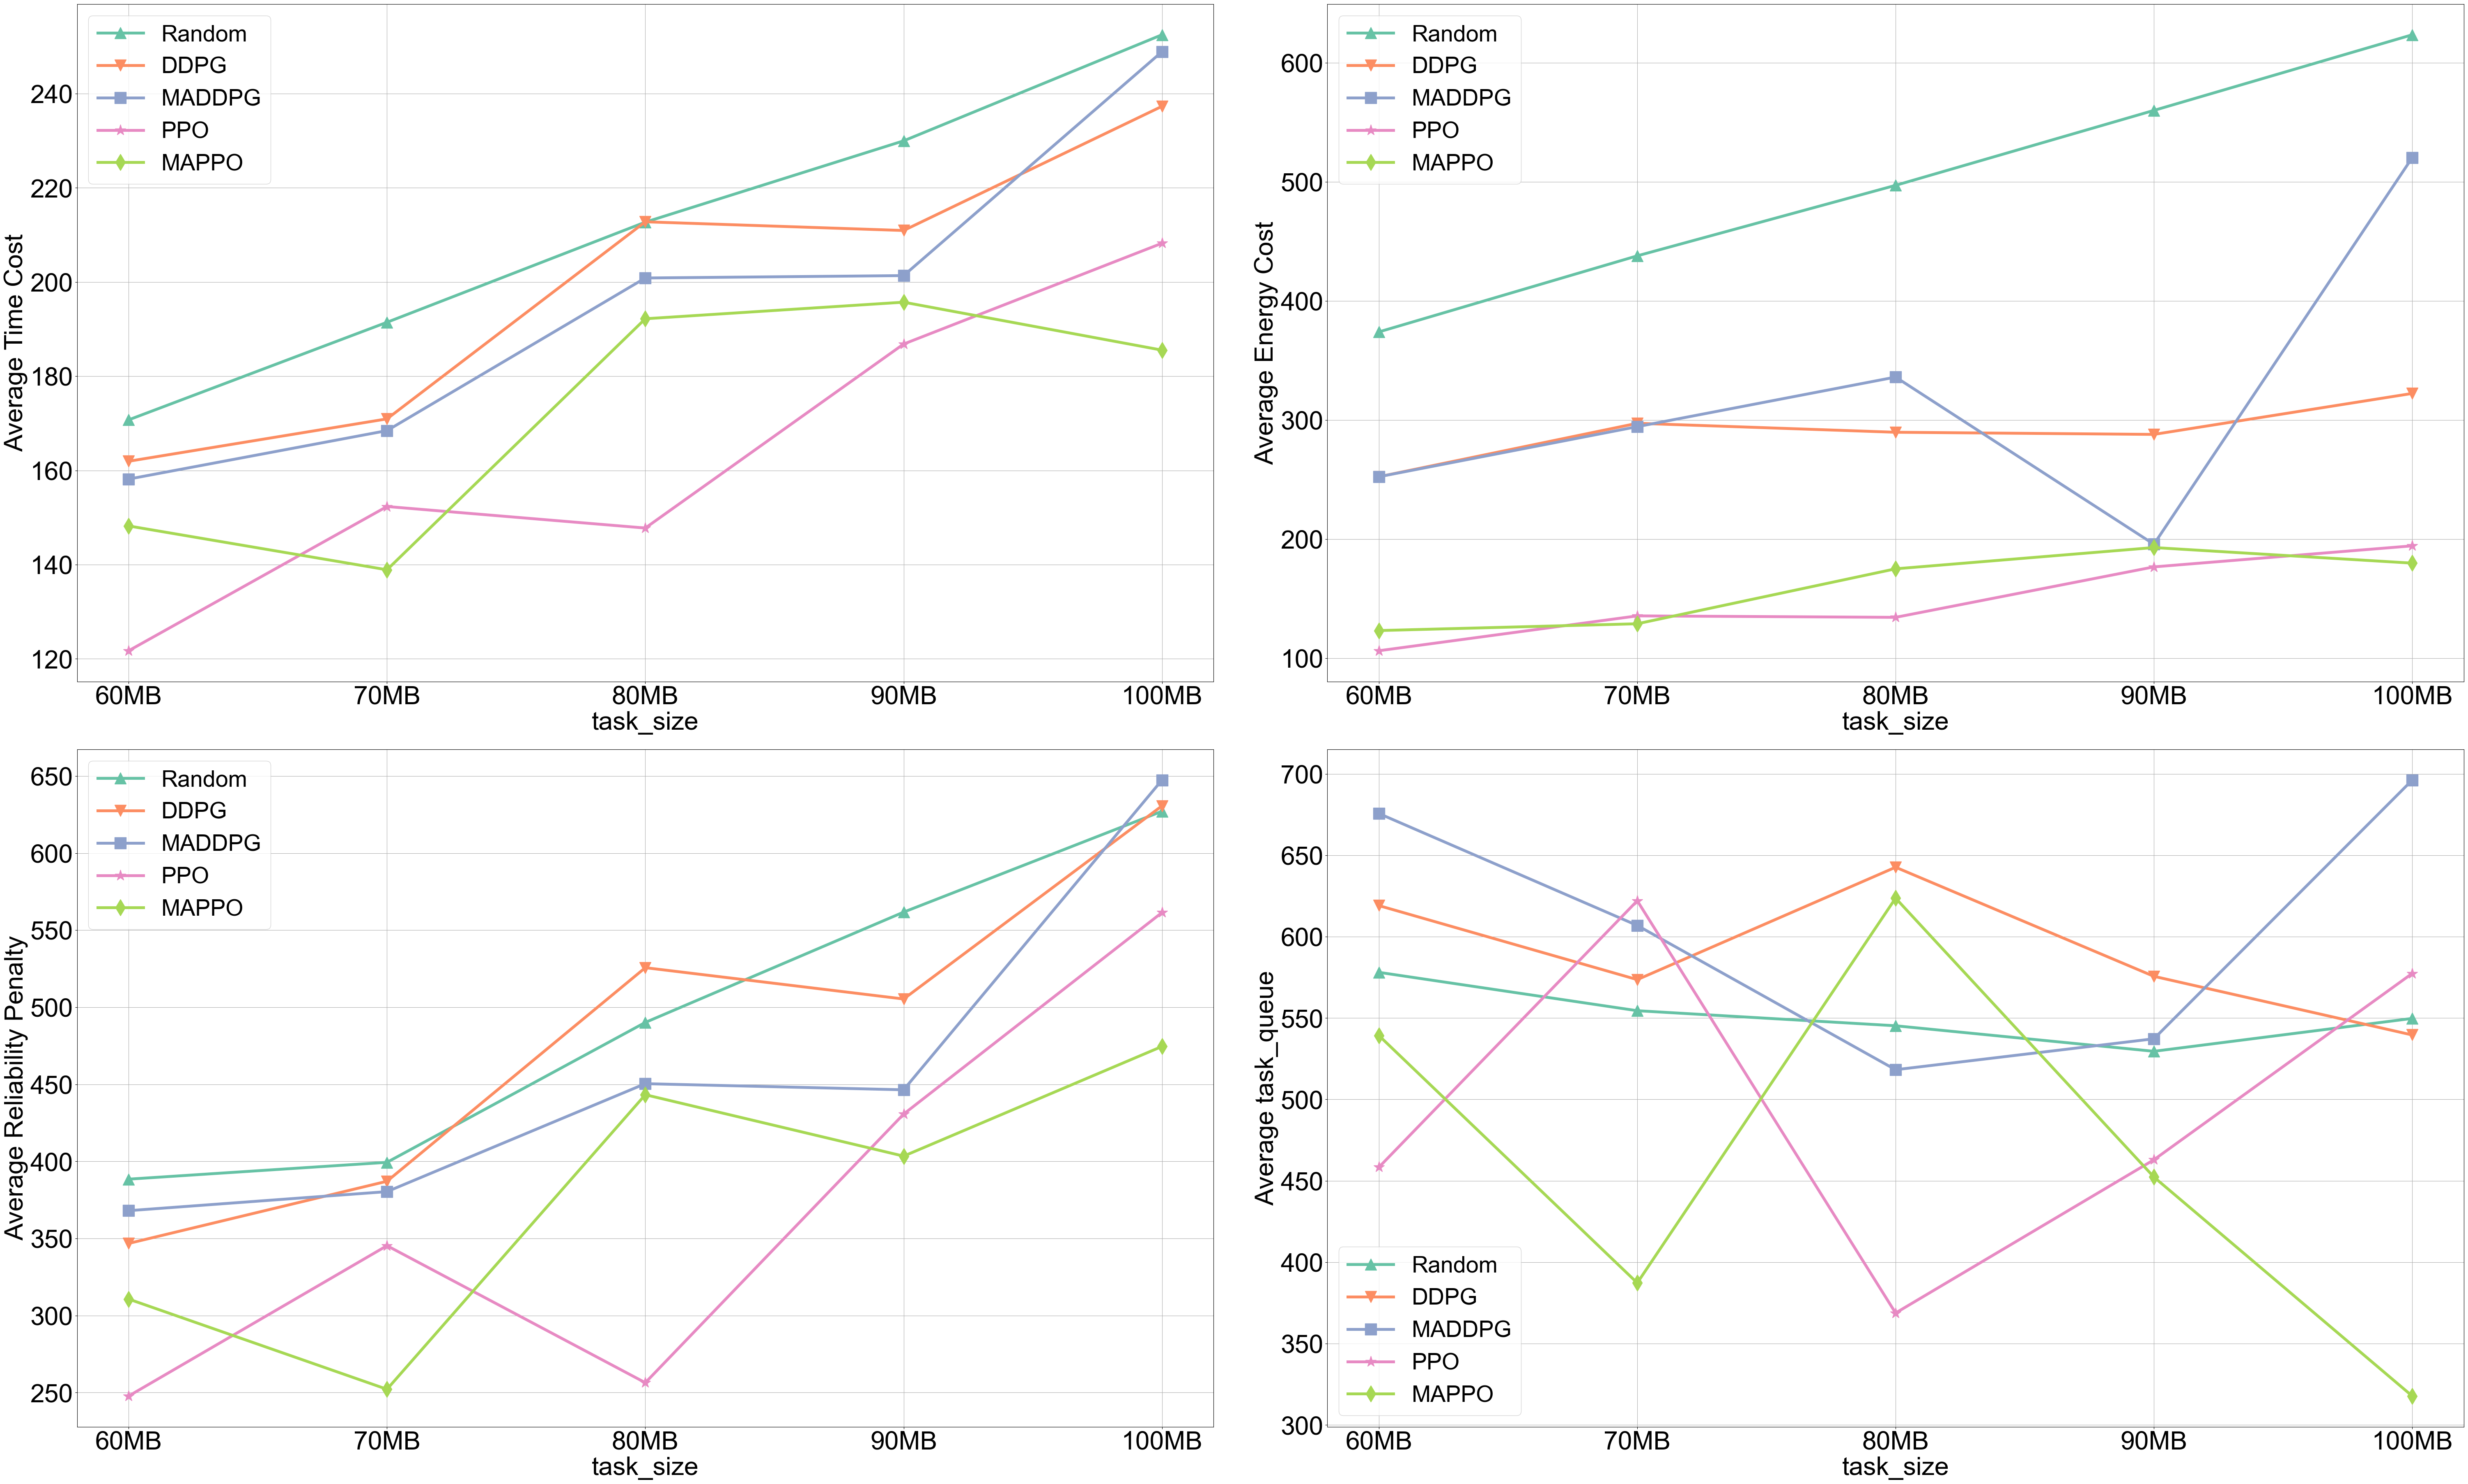 Random
DDPG
MADDPG
PPO
MAPPO
240
220
200
180
160
140
120
Average Time Cost
60MB 70MB 80MB 90MB 100MB
task_size
Random
DDPG
MADDPG
PPO
MAPPO
600
500
400
300
200
100
Average Energy Cost
60MB 70MB 80MB 90MB 100MB
task_size
Random
DDPG
MADDPG
PPO
MAPPO
650
600
550
500
450
400
350
300
250
Average Reliability Penalty
60MB 70MB 80MB 90MB 100MB
task_size
700
650
600
550
500
450
400
350
300
Average task_queue
Random
DDPG
MADDPG
PPO
MAPPO
60MB 70MB 80MB 90MB 100MB
task_size